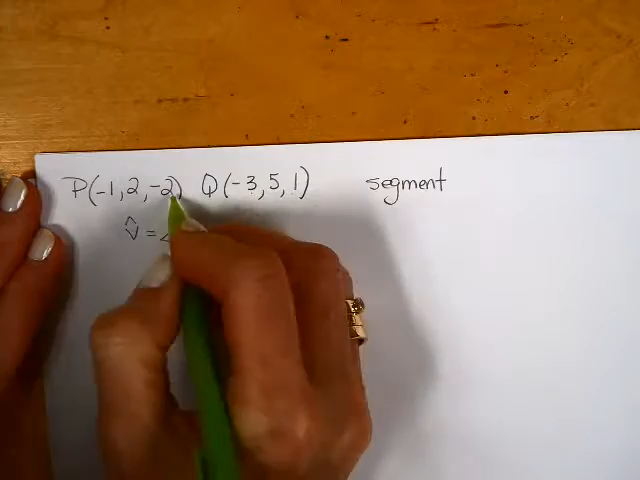 P(-1, 2, -2) Q(-3, 5, 1) segment
v̂ = <